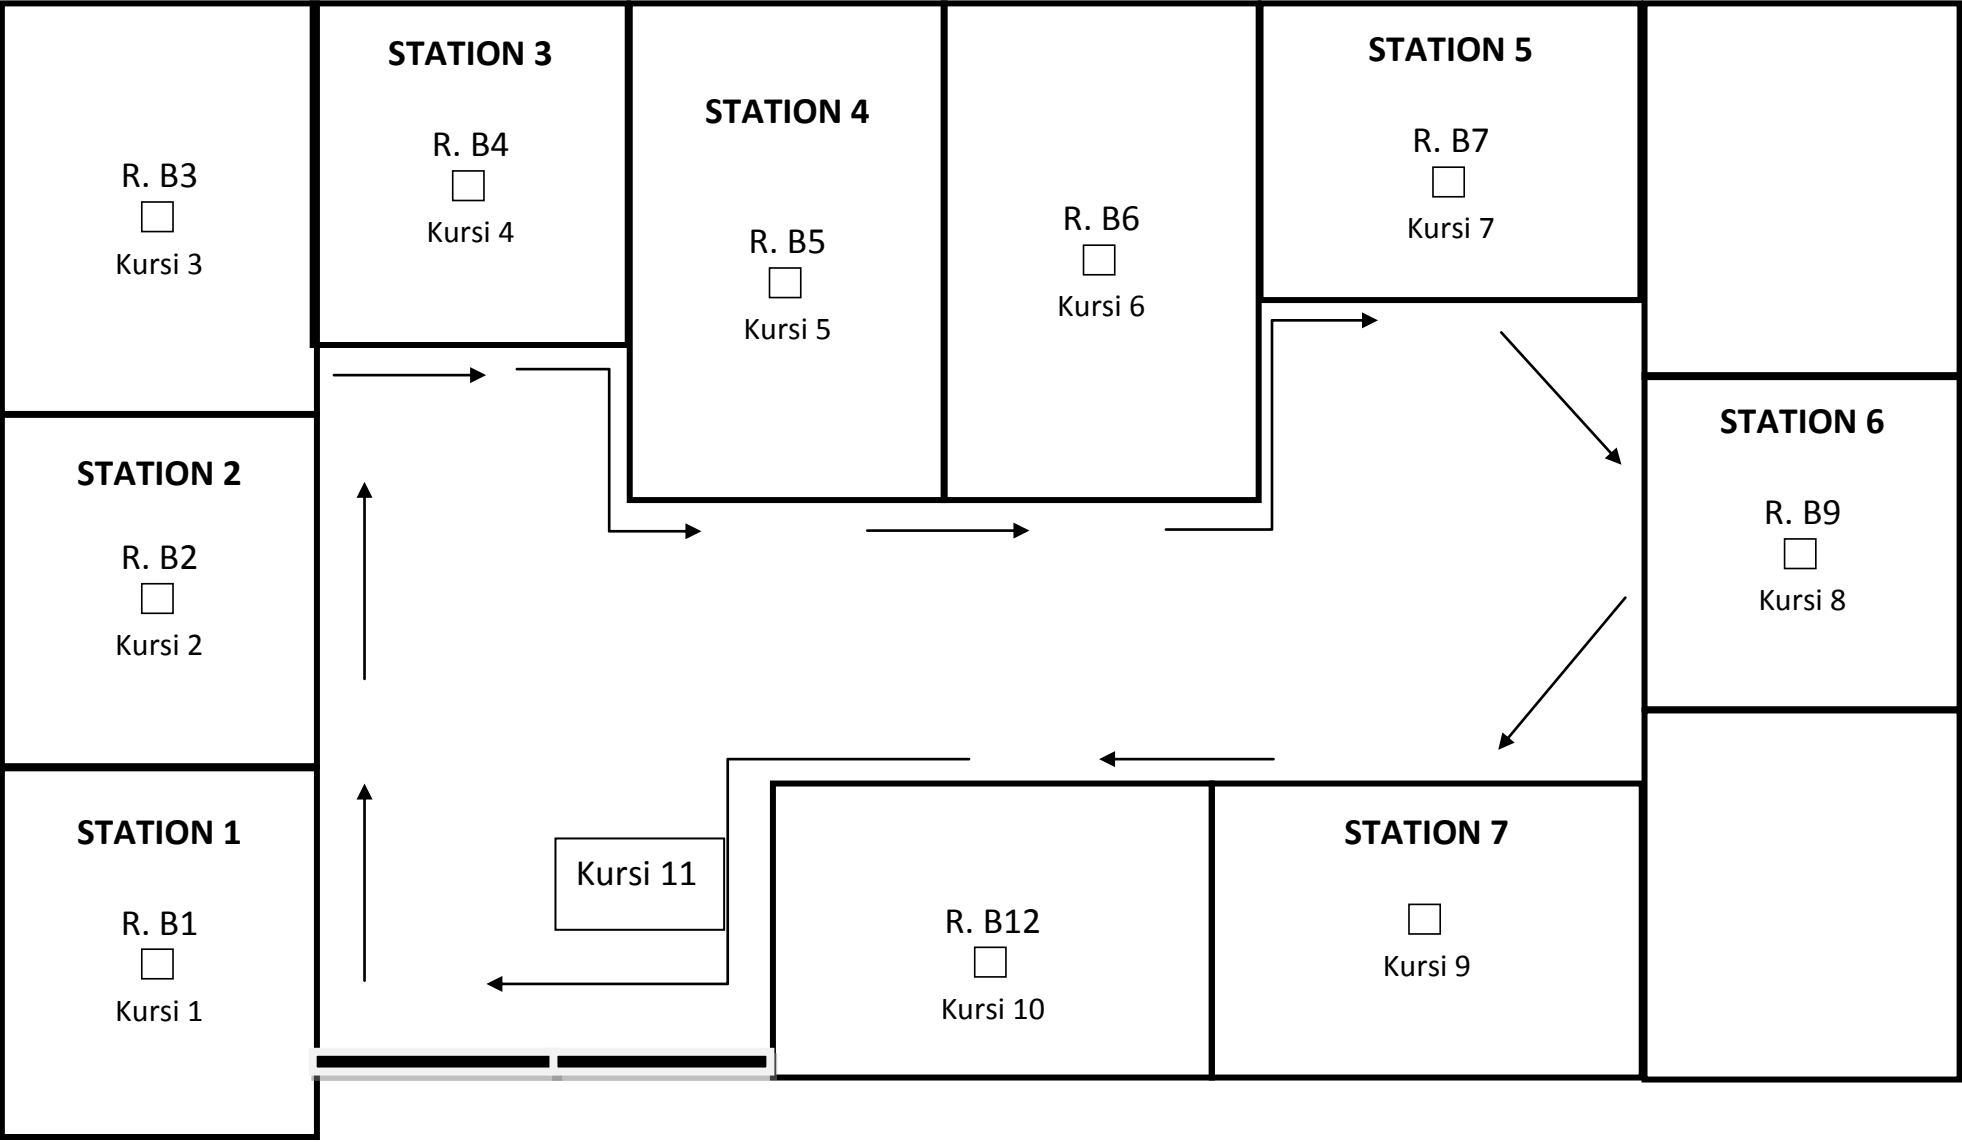 STATION 3
R. B4
Kursi 4
STATION 4
R. B5
Kursi 5
R. B6
Kursi 6
STATION 5
R. B7
Kursi 7
R. B3
Kursi 3
STATION 2
R. B2
Kursi 2
STATION 6
R. B9
Kursi 8
STATION 1
R. B1
Kursi 1
Kursi 11
R. B12
Kursi 10
STATION 7
Kursi 9